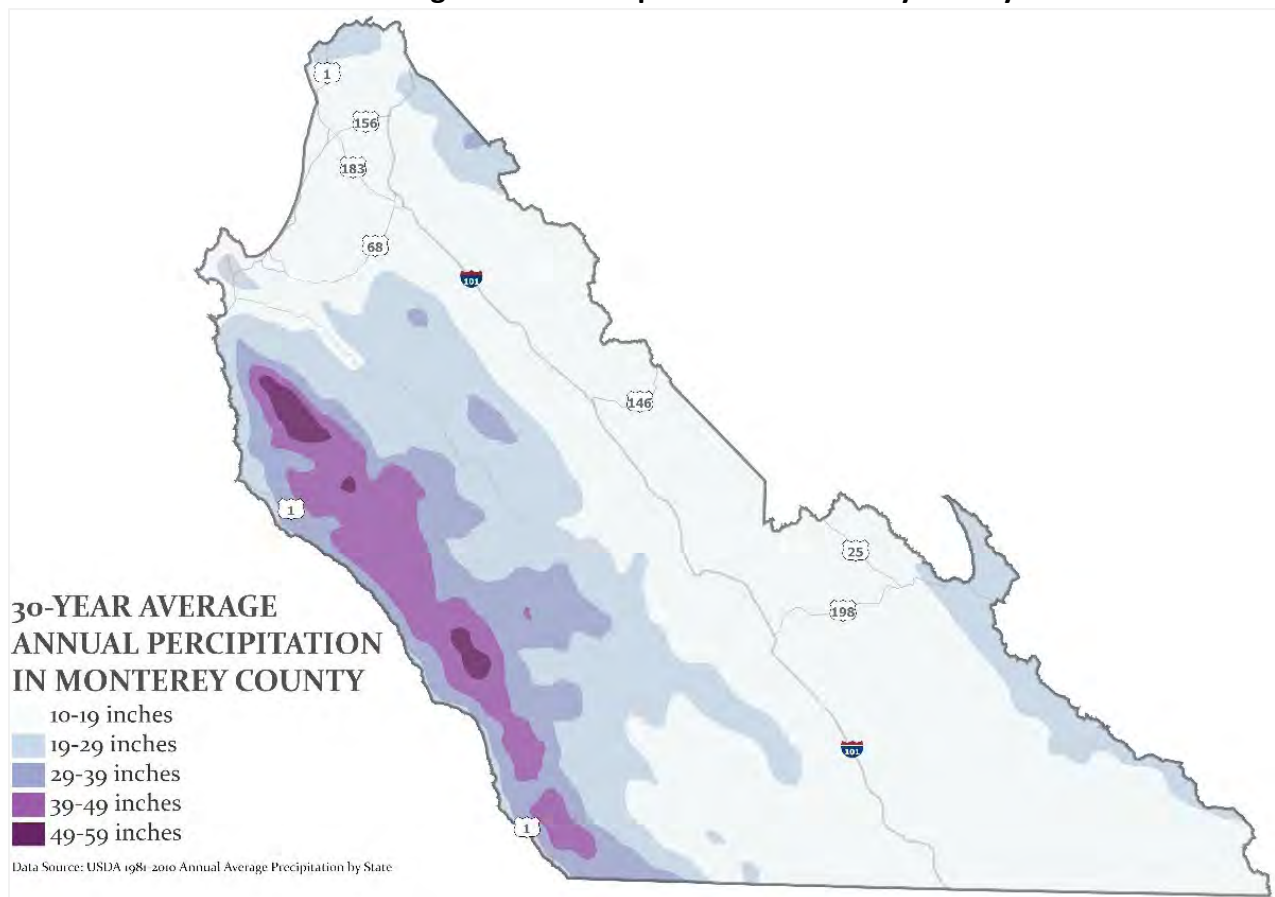 1
156
183
68
101
146
25
198
1
30-YEAR AVERAGE
ANNUAL PERCIPITATION
IN MONTEREY COUNTY
10-19 inches
19-29 inches
29-39 inches
39-49 inches
49-59 inches
101
1
Data Source: USDA 1981-2010 Annual Average Precipitation by State